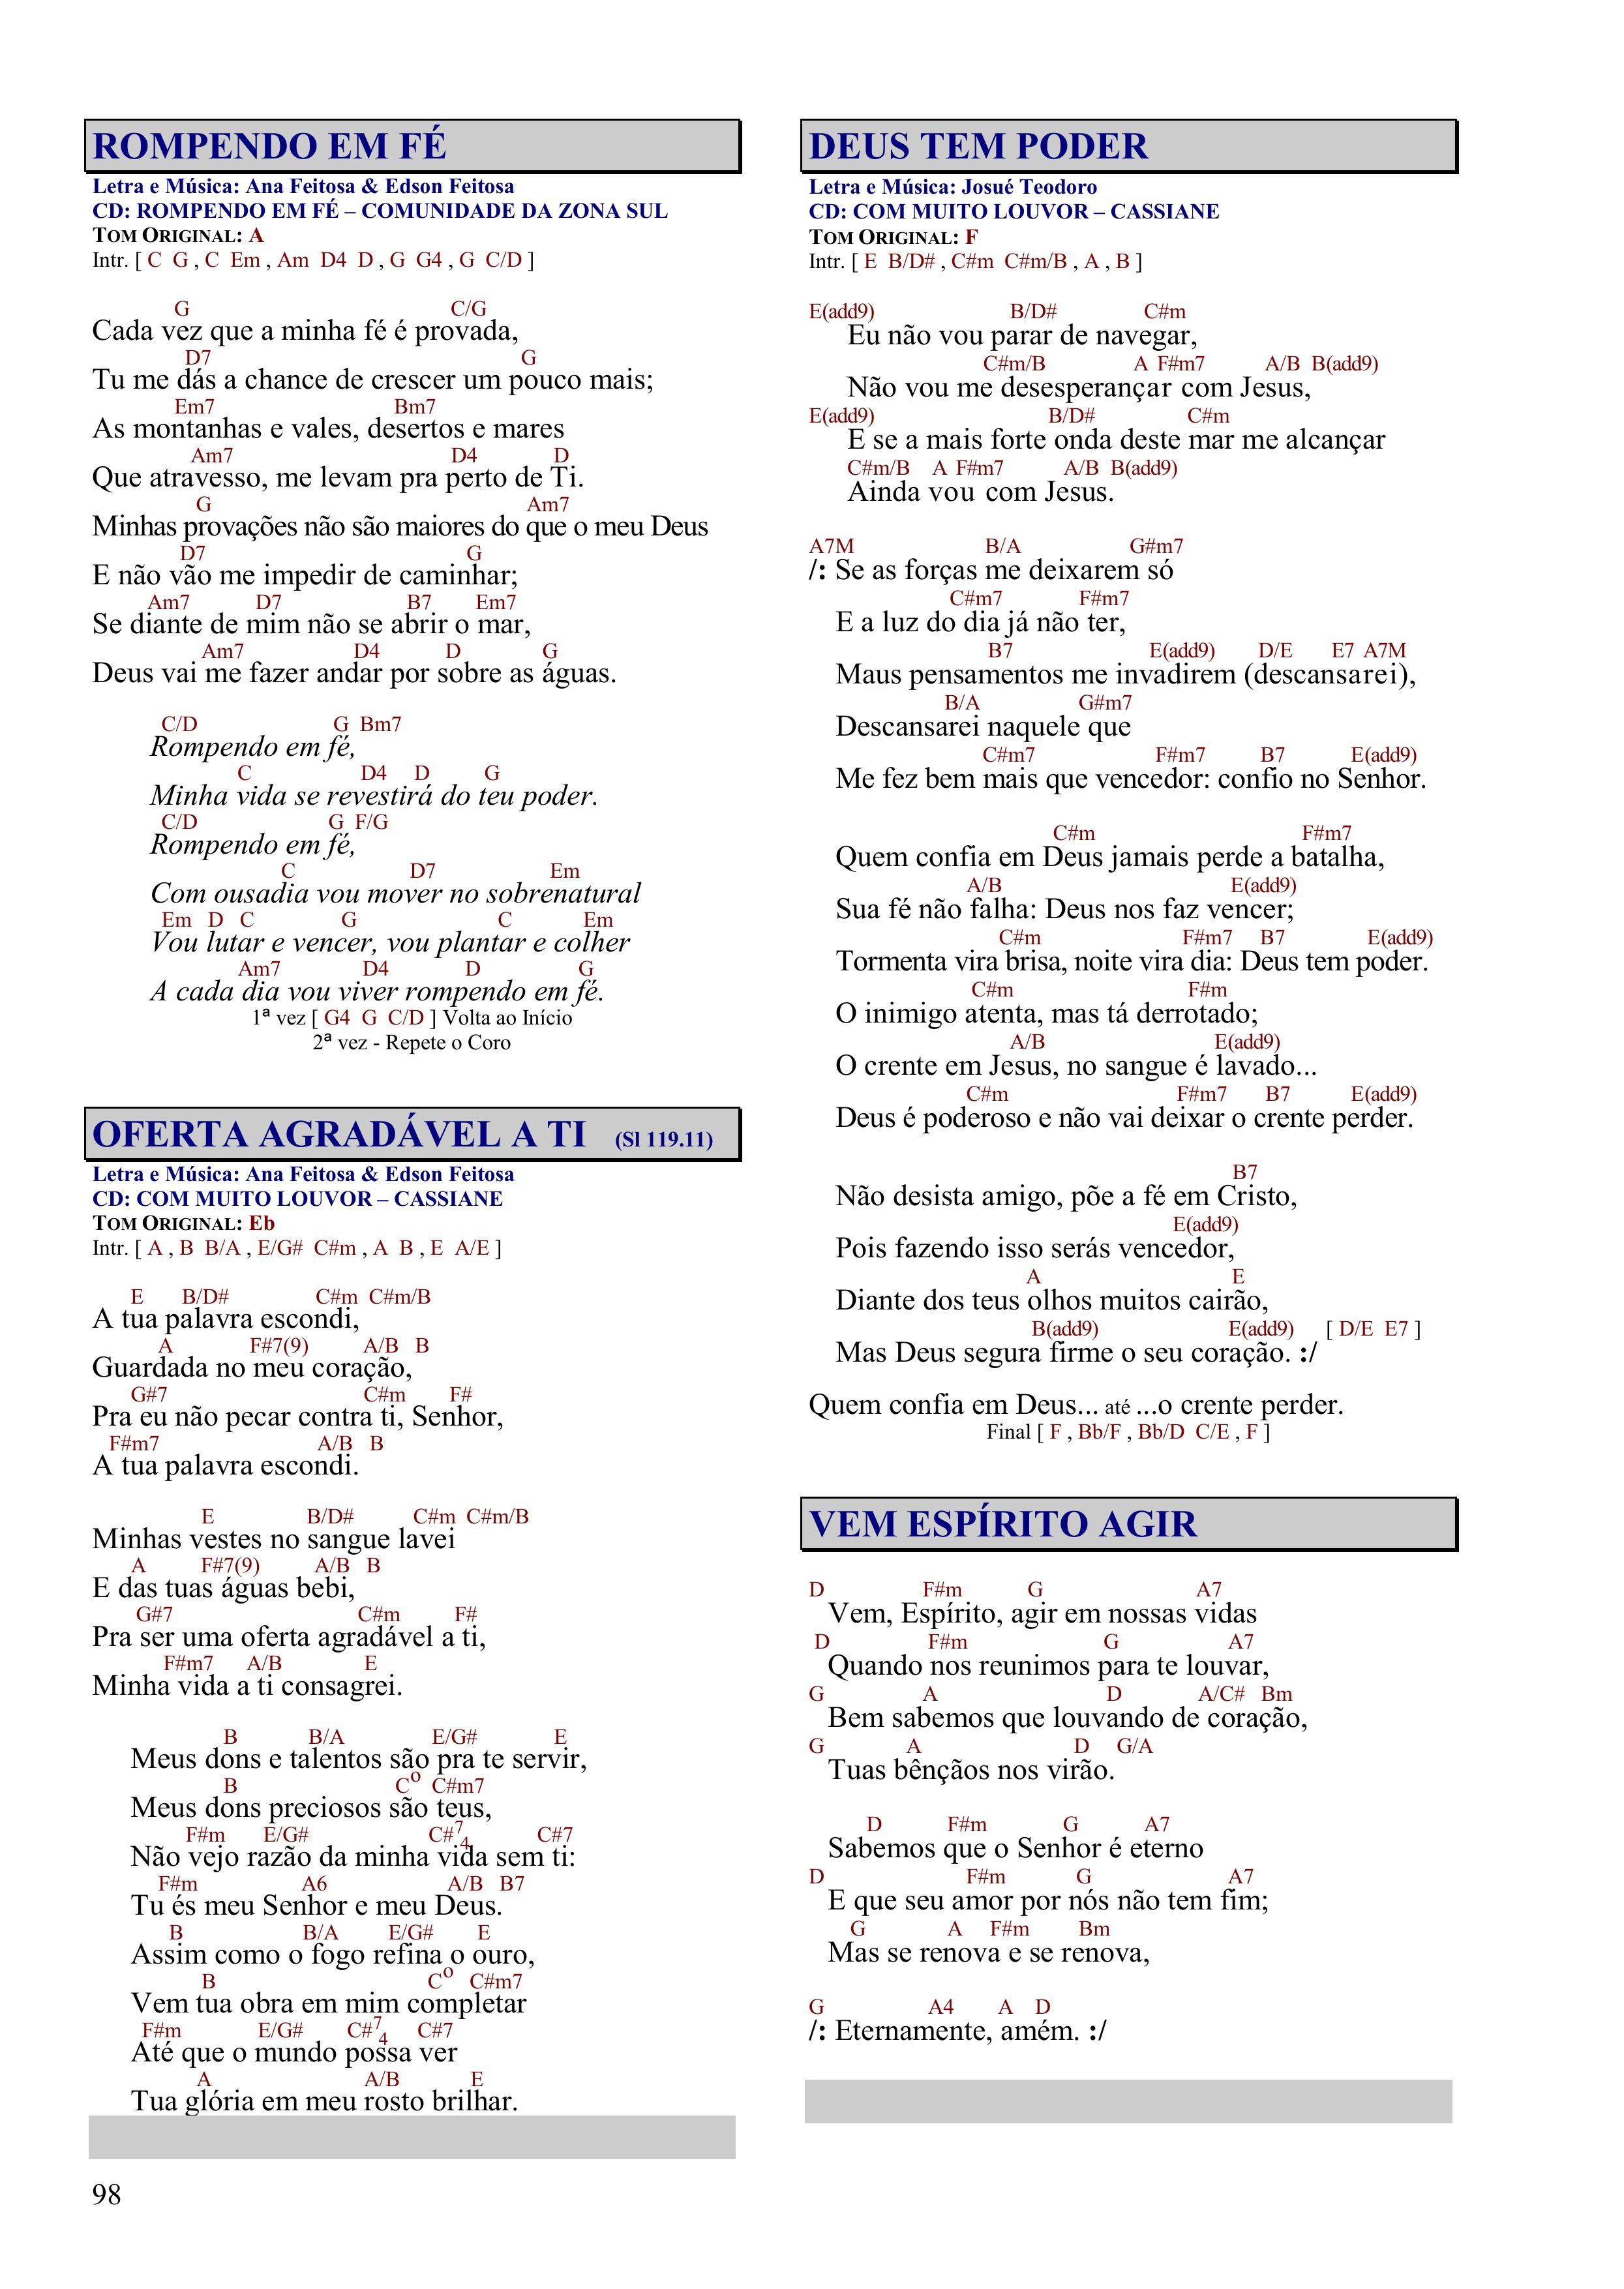 ROMPENDO EM FÉ
Letra e Música: Ana Feitosa & Edson Feitosa
CD: ROMPENDO EM FÉ – COMUNIDADE DA ZONA SUL
TOM ORIGINAL: A
Intr. [ C G , C Em , Am D4 D , G G4 , G C/D ]
G C/G
Cada vez que a minha fé é provada,
D7 G
Tu me dás a chance de crescer um pouco mais;
Em7 Bm7
As montanhas e vales, desertos e mares
Am7 D4 D
Que atravesso, me levam pra perto de Ti.
G Am7
Minhas provações não são maiores do que o meu Deus
D7 G
E não vão me impedir de caminhar;
Am7 D7 B7 Em7
Se diante de mim não se abrir o mar,
Am7 D4 D G
Deus vai me fazer andar por sobre as águas.
C/D G Bm7
Rompendo em fé,
C D4 D G
Minha vida se revestirá do teu poder.
C/D G F/G
Rompendo em fé,
C D7 Em
Com ousadia vou mover no sobrenatural
Em D C G C Em
Vou lutar e vencer, vou plantar e colher
Am7 D4 D G
A cada dia vou viver rompendo em fé.
1ª vez [ G4 G C/D ] Volta ao Início
2ª vez - Repete o Coro
OFERTA AGRADÁVEL A TI (Sl 119.11)
Letra e Música: Ana Feitosa & Edson Feitosa
CD: COM MUITO LOUVOR – CASSIANE
TOM ORIGINAL: Eb
Intr. [ A , B B/A , E/G# C#m , A B , E A/E ]
E B/D# C#m C#m/B
A tua palavra escondi,
A F#7(9) A/B B
Guardada no meu coração,
G#7 C#m F#
Pra eu não pecar contra ti, Senhor,
F#m7 A/B B
A tua palavra escondi.
E B/D# C#m C#m/B
Minhas vestes no sangue lavei
A F#7(9) A/B B
E das tuas águas bebi,
G#7 C#m F#
Pra ser uma oferta agradável a ti,
F#m7 A/B E
Minha vida a ti consagrei.
B B/A E/G# E
Meus dons e talentos são pra te servir,
B Cº C#m7
Meus dons preciosos são teus,
F#m E/G# C#74 C#7
Não vejo razão da minha vida sem ti:
F#m A6 A/B B7
Tu és meu Senhor e meu Deus.
B B/A E/G# E
Assim como o fogo refina o ouro,
B Cº C#m7
Vem tua obra em mim completar
F#m E/G# C#74 C#7
Até que o mundo possa ver
A A/B E
Tua glória em meu rosto brilhar.
98
DEUS TEM PODER
Letra e Música: Josué Teodoro
CD: COM MUITO LOUVOR – CASSIANE
TOM ORIGINAL: F
Intr. [ E B/D# , C#m C#m/B , A , B ]
E(add9) B/D# C#m
Eu não vou parar de navegar,
C#m/B A F#m7 A/B B(add9)
Não vou me desesperançar com Jesus,
E(add9) B/D# C#m
E se a mais forte onda deste mar me alcançar
C#m/B A F#m7 A/B B(add9)
Ainda vou com Jesus.
A7M B/A G#m7
/: Se as forças me deixarem só
C#m7 F#m7
E a luz do dia já não ter,
B7 E(add9) D/E E7 A7M
Maus pensamentos me invadirem (descansarei),
B/A G#m7
Descansarei naquele que
C#m7 F#m7 B7 E(add9)
Me fez bem mais que vencedor: confio no Senhor.
C#m F#m7
Quem confia em Deus jamais perde a batalha,
A/B E(add9)
Sua fé não falha: Deus nos faz vencer;
C#m F#m7 B7 E(add9)
Tormenta vira brisa, noite vira dia: Deus tem poder.
C#m F#m
O inimigo atenta, mas tá derrotado;
A/B E(add9)
O crente em Jesus, no sangue é lavado...
C#m F#m7 B7 E(add9)
Deus é poderoso e não vai deixar o crente perder.
B7
Não desista amigo, põe a fé em Cristo,
E(add9)
Pois fazendo isso serás vencedor,
A E
Diante dos teus olhos muitos cairão,
B(add9) E(add9) [ D/E E7 ]
Mas Deus segura firme o seu coração. :/
Quem confia em Deus... até ...o crente perder.
Final [ F , Bb/F , Bb/D C/E , F ]
VEM ESPÍRITO AGIR
D F#m G A7
Vem, Espírito, agir em nossas vidas
D F#m G A7
Quando nos reunimos para te louvar,
G A D A/C# Bm
Bem sabemos que louvando de coração,
G A D G/A
Tuas bênçãos nos virão.
D F#m G A7
Sabemos que o Senhor é eterno
D F#m G A7
E que seu amor por nós não tem fim;
G A F#m Bm
Mas se renova e se renova,
G A4 A D
/: Eternamente, amém. :/